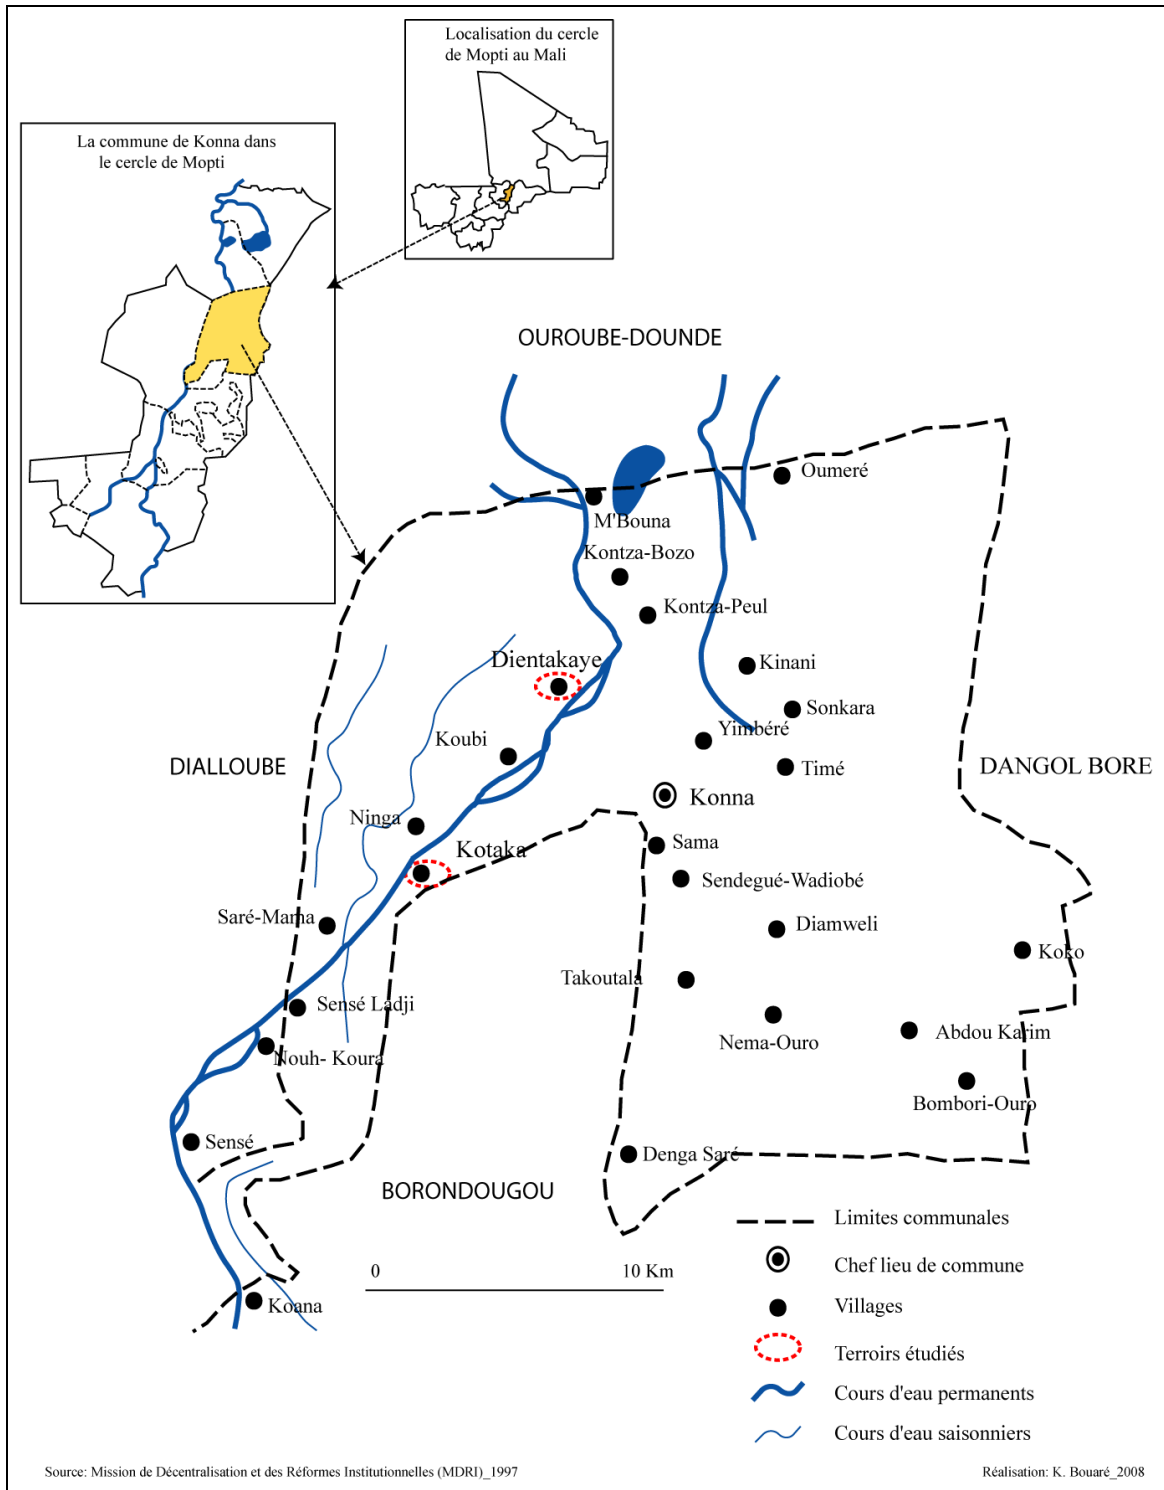 Localisation du cercle
de Mopti au Mali
La commune de Konna dans
le cercle de Mopti
OUROUBE-DOUNDE
Oumeré
M'Bouna
Kontza-Bozo
Kontza-Peul
Dientakaye
Kinani
Sonkara
Yimbéré
Koubi
DIALLOUBE
Timé
DANGOL BORE
Konna
Ninga
Kotaka
Sama
Sendegué-Wadiobé
Saré-Mama
Diamweli
Koko
Takoutala
Sensé Ladji
Nema-Ouro
Abdou Karim
Nouh- Koura
Bombori-Ouro
Sensé
Denga Saré
BORONDOUGOU
Koana
0 10 Km
Limites communales
Chef lieu de commune
Villages
Terroirs étudiés
Cours d'eau permanents
Cours d'eau saisonniers
Source: Mission de Décentralisation et des Réformes Institutionnelles (MDRI)_1997
Réalisation: K. Bouaré_2008